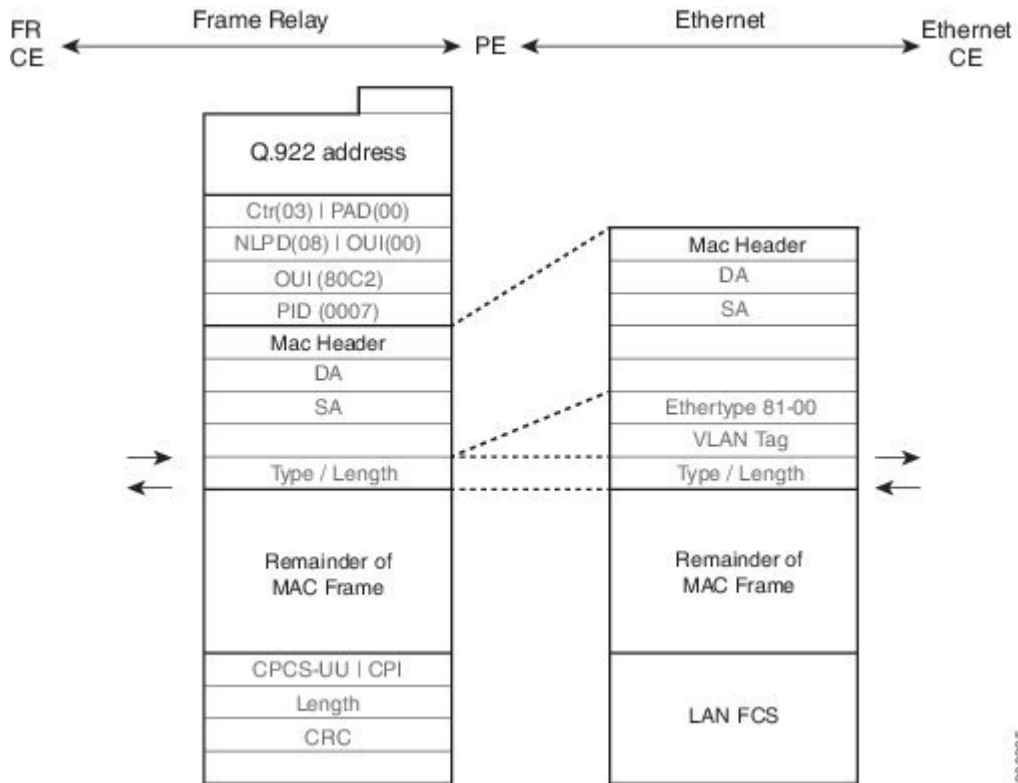 FR
CE
Frame Relay
PE
Ethernet
Ethernet
CE
Q.922 address
Ctr(03) | PAD(00)
NLPD(08) | OUI(00)
OUI (80C2)
PID (0007)
Mac Header
DA
SA
Type / Length
Remainder of
MAC Frame
CPCS-UU | CPI
Length
CRC
Mac Header
DA
SA
Ethertype 81-00
VLAN Tag
Type / Length
Remainder of
MAC Frame
LAN FCS